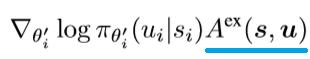 ∇_{θ′_i} log π_{θ′_i}(u_i|s_i)A^{ex}(s, u)